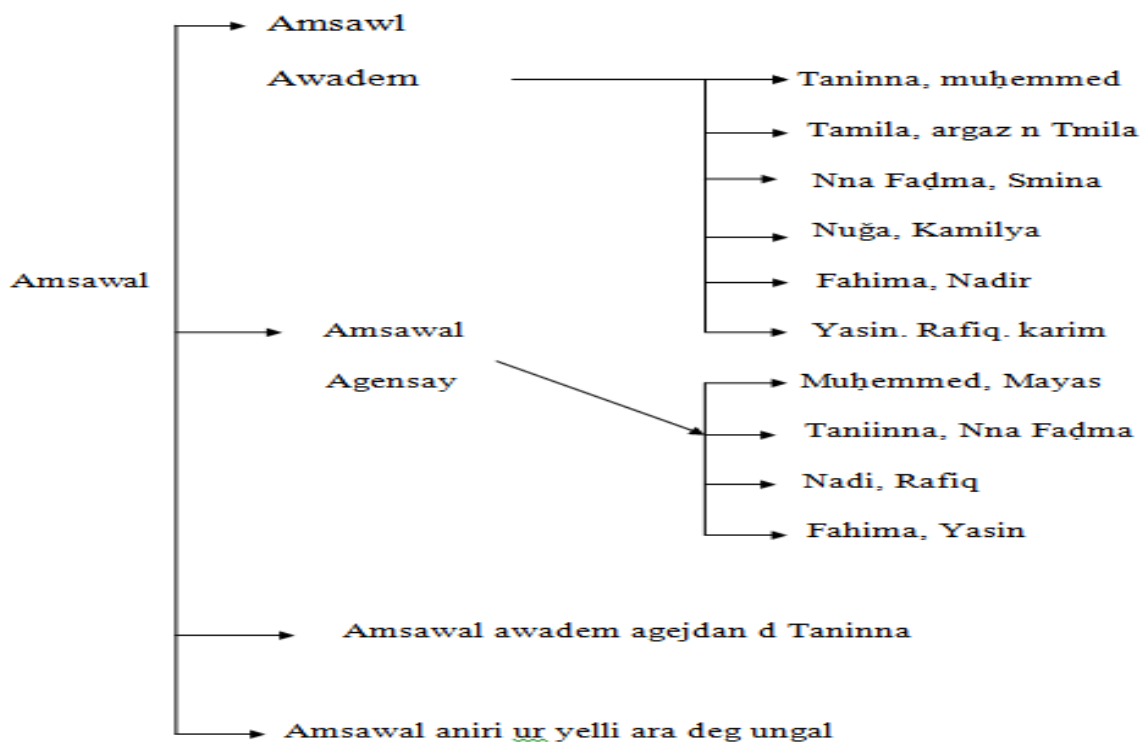 Amsawl
Awadem
Taninna, muḥemmed
Tamila, argaz n Tmila
Nna Faḍma, Smina
Nuğa, Kamilya
Amsawal
Fahima, Nadir
Amsawal
Yasin. Rafiq. karim
Agensay
Muḥemmed, Mayas
Taniinna, Nna Faḍma
Nadi, Rafiq
Fahima, Yasin
Amsawal awadem agejdan d Taninna
Amsawal aniri ur yelli ara deg ungal